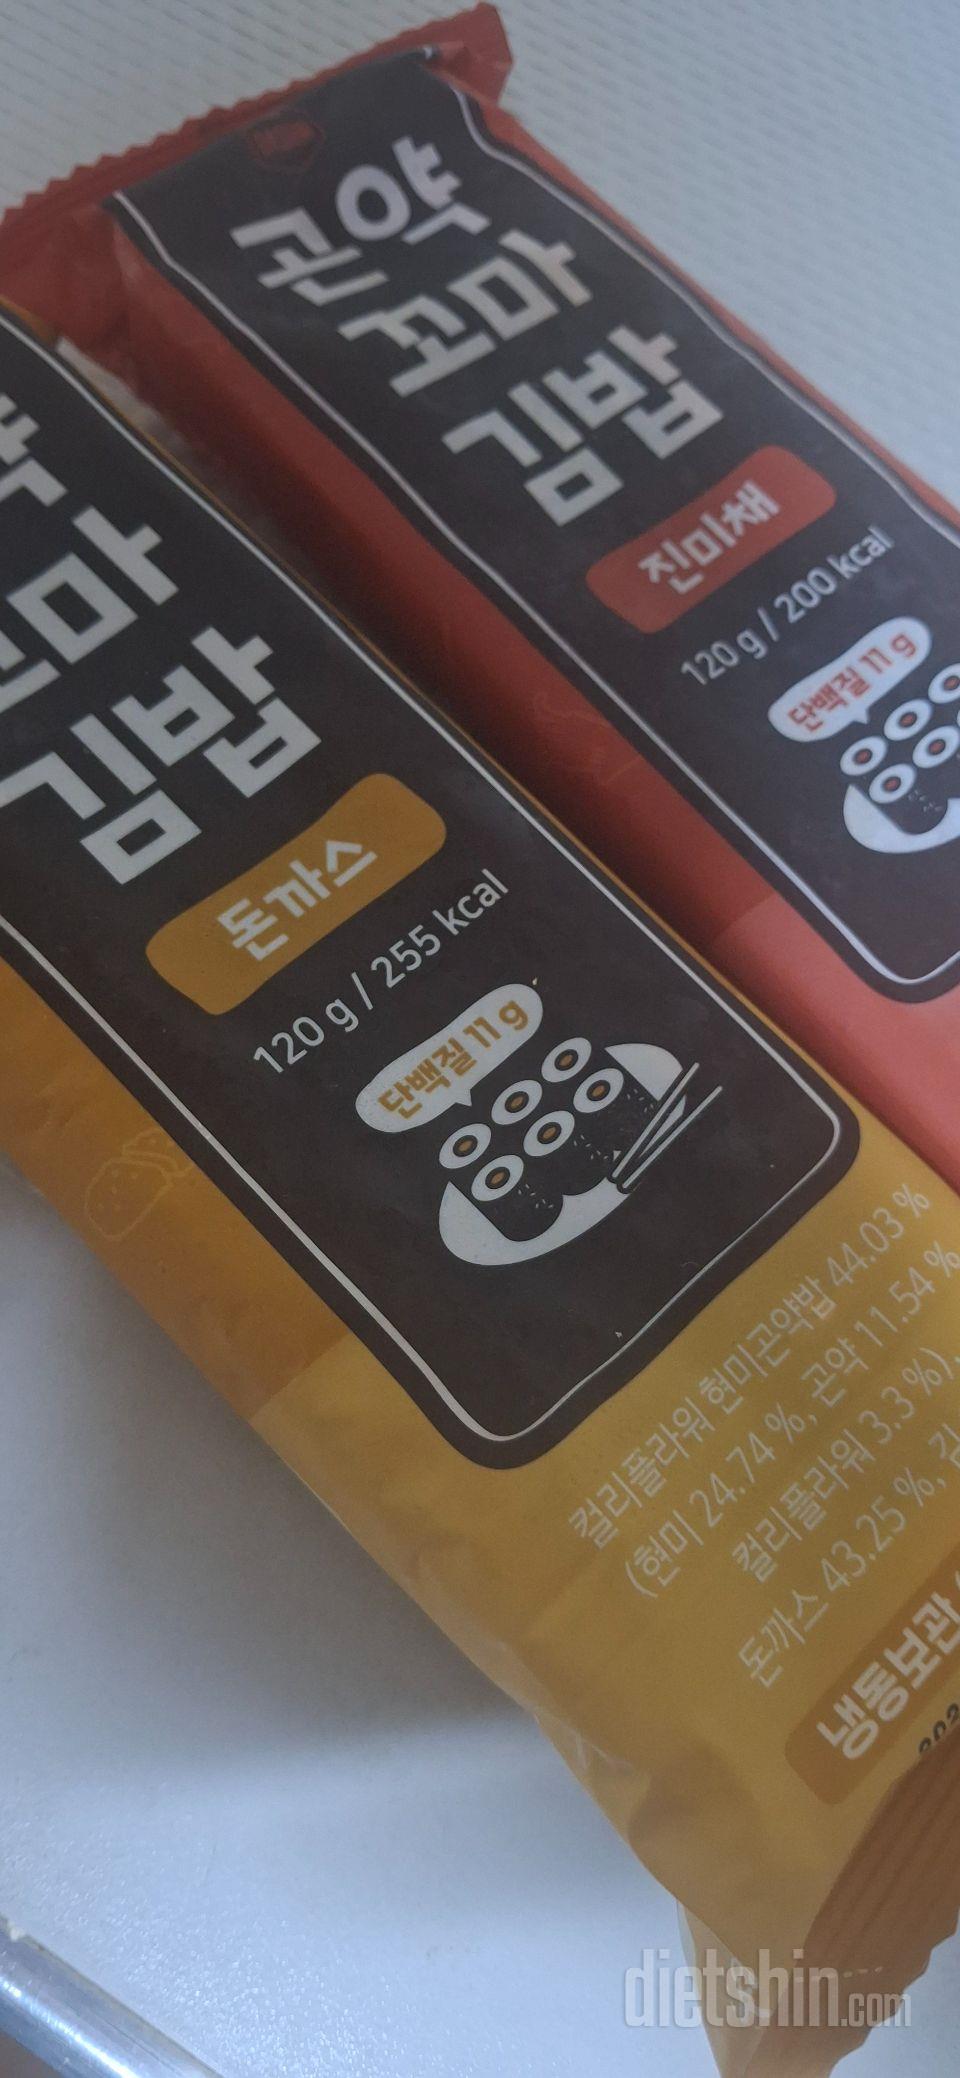 곤약
꼬마
김밥
진미채
120 g / 200 kcal
단백질 11 g
마
김밥
돈까스
120 g / 255 kcal
단백질 11 g
컬리플라워 현미곤약밥 44.03 %
(현미 24.74 %, 곤약 11.54 %,
컬리플라워 3.3 %),
돈까스 43.25 %, 김
냉동보관
dietshin.com